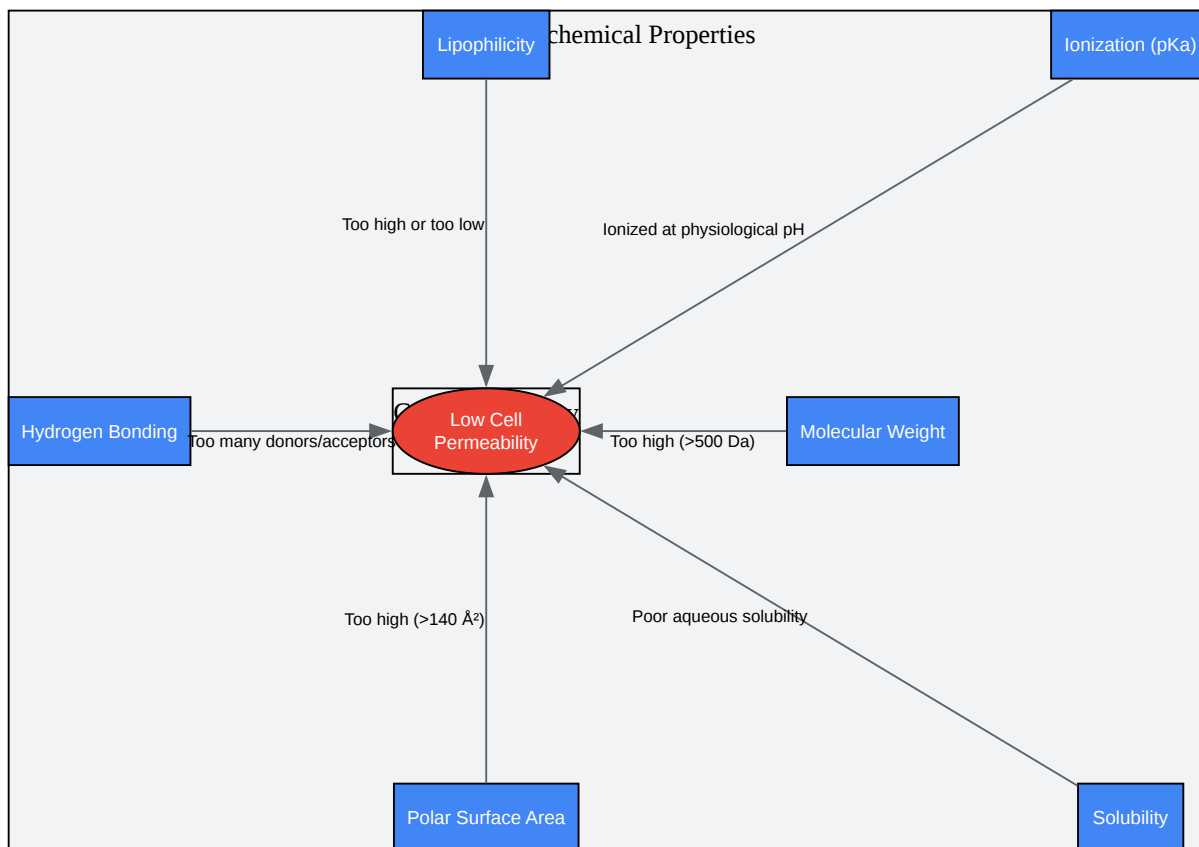 Lipophilicity
chemical Properties
Ionization (pKa)
Too high or too low
Ionized at physiological pH
Hydrogen Bonding
Too many donors/acceptors
Low Cell
Permeability
Too high (>500 Da)
Molecular Weight
Too high (>140 Å²)
Poor aqueous solubility
Polar Surface Area
Solubility